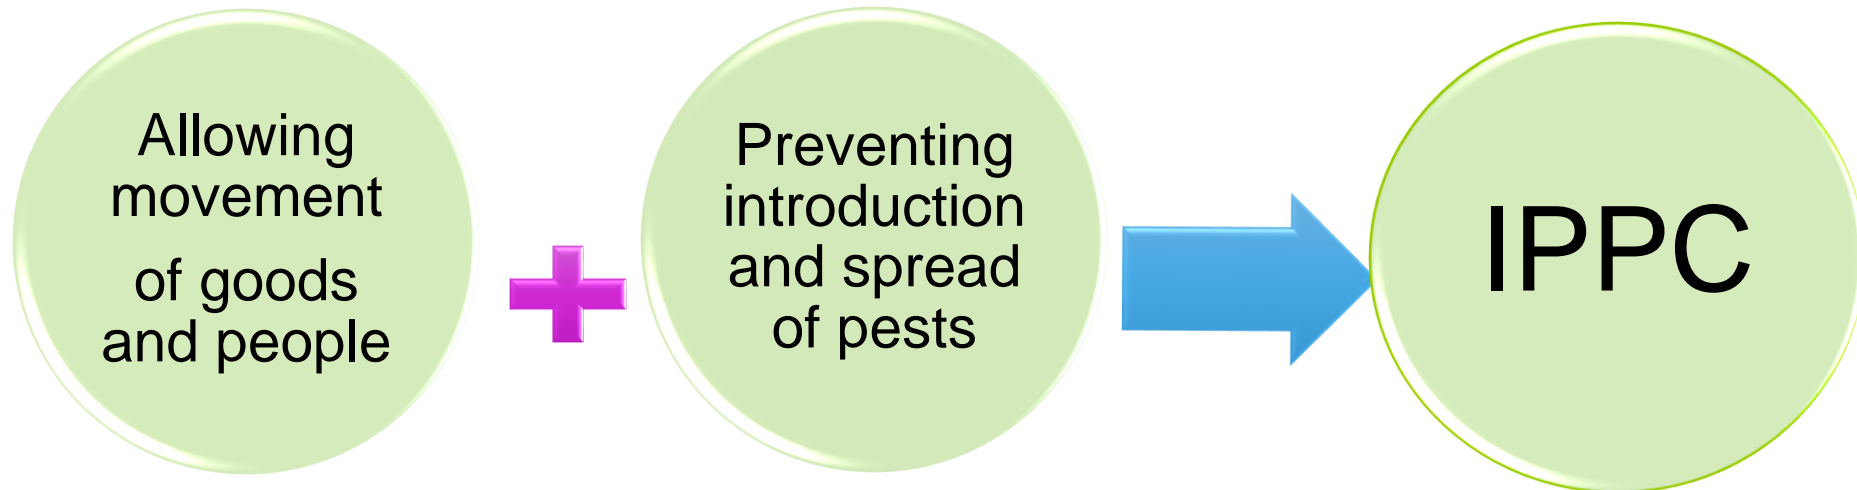 Allowing
movement
of goods
and people
Preventing
introduction
and spread
of pests
IPPC